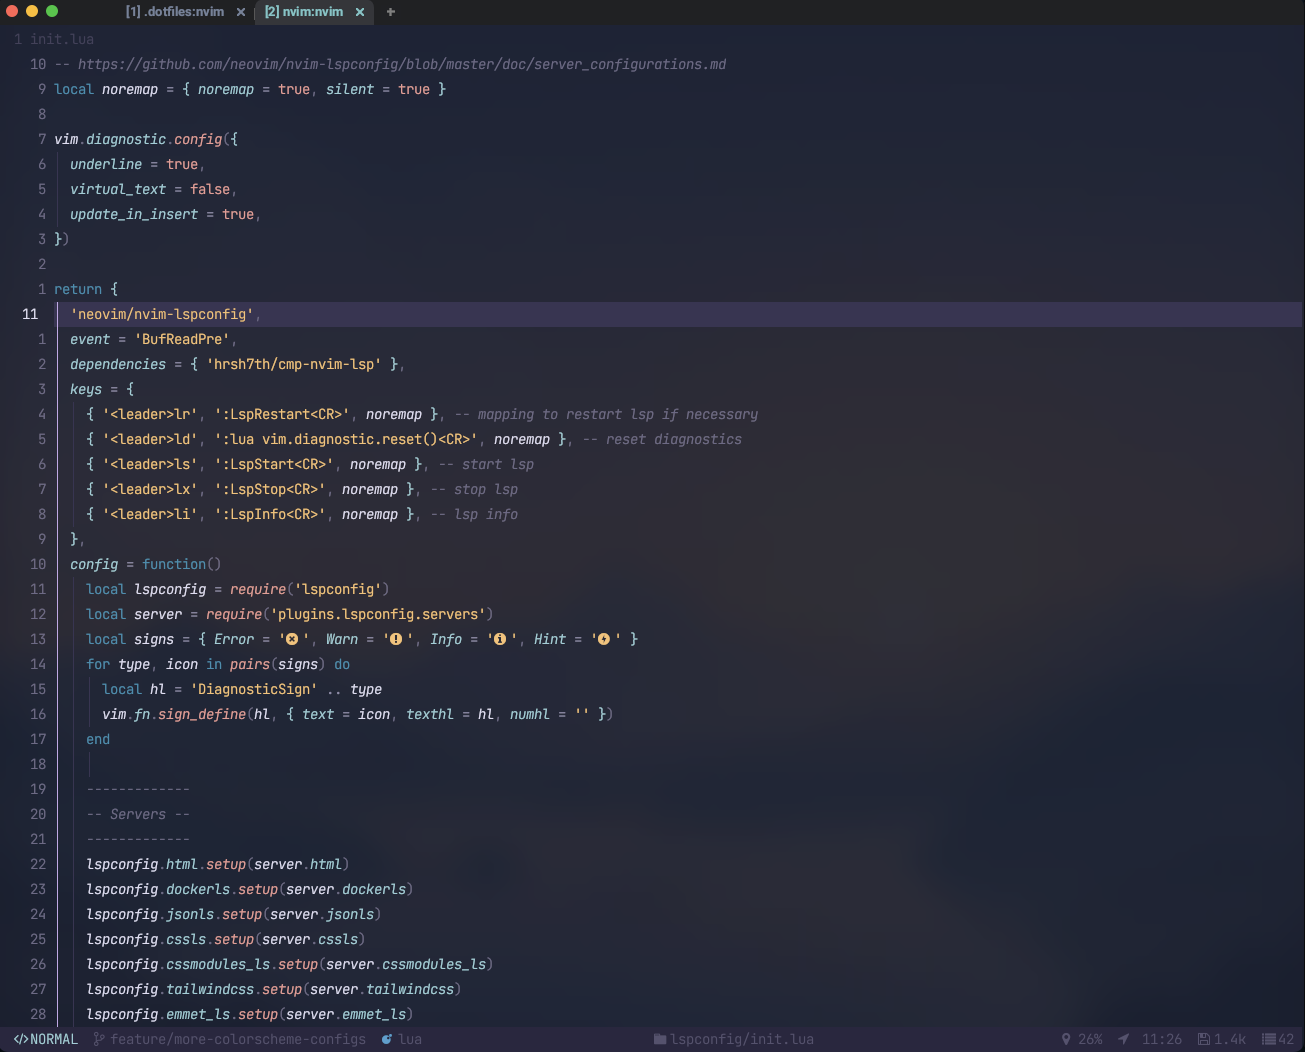 [1] .dotfiles:nvim × [2] nvim:nvim × +
1 init.lua
10 -- https://github.com/neovim/nvim-lspconfig/blob/master/doc/server_configurations.md
9 local noremap = { noremap = true, silent = true }
8
7 vim.diagnostic.config({
6 underline = true,
5 virtual_text = false,
4 update_in_insert = true,
3 })
2
1 return {
11 'neovim/nvim-lspconfig',
1 event = 'BufReadPre',
2 dependencies = { 'hrsh7th/cmp-nvim-lsp' },
3 keys = {
4 { '<leader>lr', ':LspRestart<CR>', noremap }, -- mapping to restart lsp if necessary
5 { '<leader>ld', ':lua vim.diagnostic.reset()<CR>', noremap }, -- reset diagnostics
6 { '<leader>ls', ':LspStart<CR>', noremap }, -- start lsp
7 { '<leader>lx', ':LspStop<CR>', noremap }, -- stop lsp
8 { '<leader>li', ':LspInfo<CR>', noremap }, -- lsp info
9 },
10 config = function()
11 local lspconfig = require('lspconfig')
12 local server = require('plugins.lspconfig.servers')
13 local signs = { Error = ' ', Warn = ' ', Info = ' ', Hint = ' ' }
14 for type, icon in pairs(signs) do
15 local hl = 'DiagnosticSign' .. type
16 vim.fn.sign_define(hl, { text = icon, texthl = hl, numhl = '' })
17 end
18
19 -------------
20 -- Servers --
21 -------------
22 lspconfig.html.setup(server.html)
23 lspconfig.dockerls.setup(server.dockerls)
24 lspconfig.jsonls.setup(server.jsonls)
25 lspconfig.cssls.setup(server.cssls)
26 lspconfig.cssmodules_ls.setup(server.cssmodules_ls)
27 lspconfig.tailwindcss.setup(server.tailwindcss)
28 lspconfig.emmet_ls.setup(server.emmet_ls)
</>NORMAL feature/more-colorscheme-configs lua lspconfig/init.lua 26% 11:26 1.4k 42